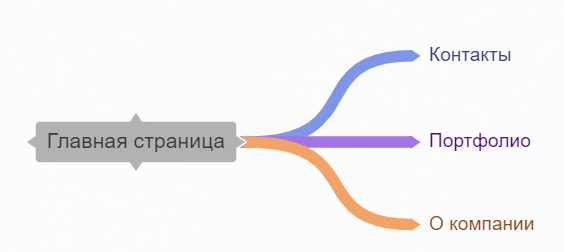 Контакты
Главная страница
Портфолио
О компании